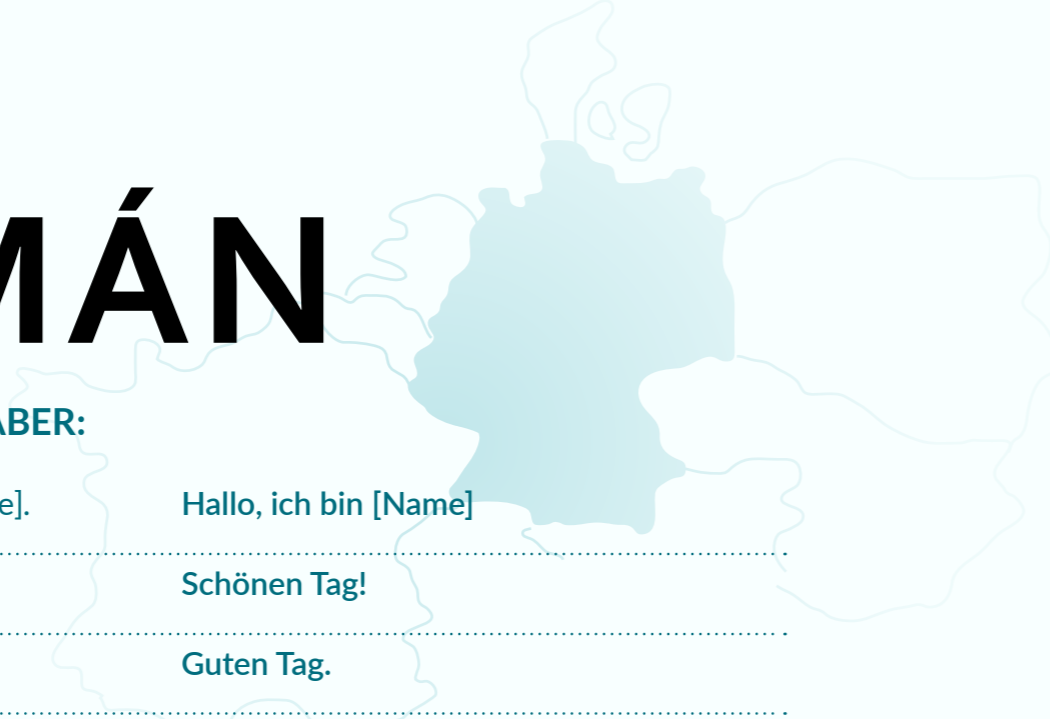 MÁN
ABER:
e]. Hallo, ich bin [Name]
Schönen Tag!
Guten Tag.